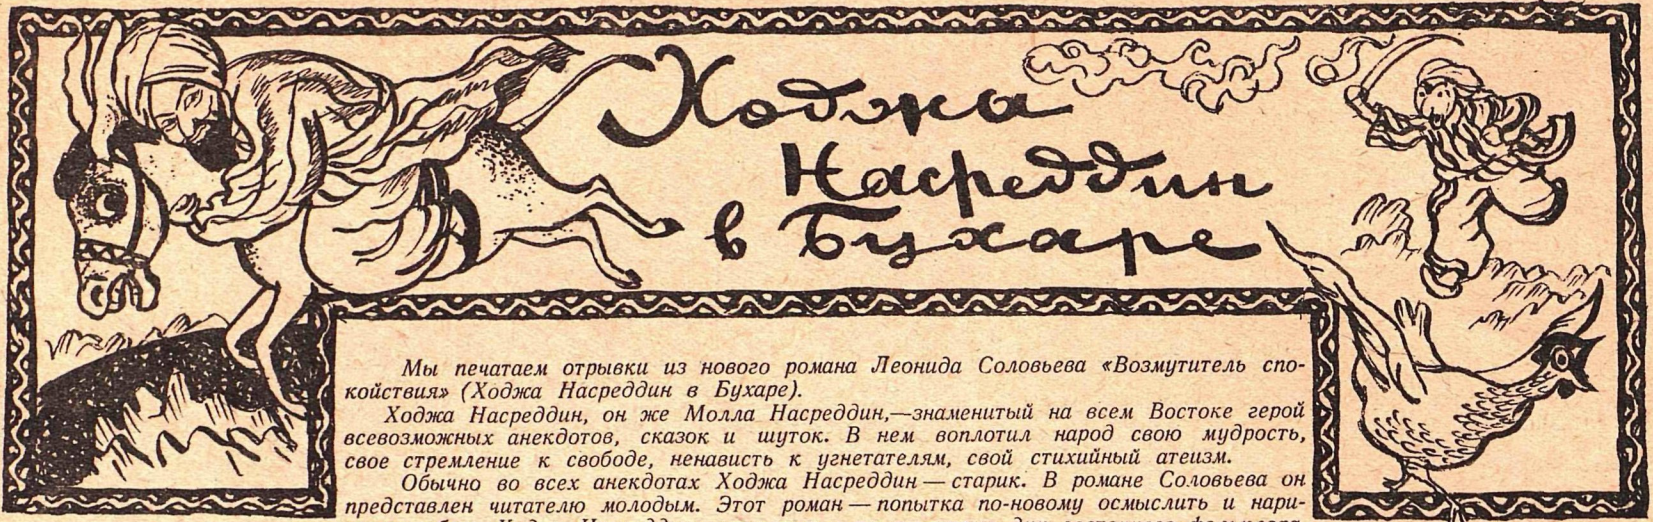 Ходжа
Насреддин
в Бухаре
Мы печатаем отрывки из нового романа Леонида Соловьева «Возмутитель спо-
койствия» (Ходжа Насреддин в Бухаре).
Ходжа Насреддин, он же Молла Насреддин,—знаменитый на всем Востоке герой
всевозможных анекдотов, сказок и шуток. В нем воплотил народ свою мудрость,
свое стремление к свободе, ненависть к угнетателям, свой стихийный атеизм.
Обычно во всех анекдотах Ходжа Насреддин — старик. В романе Соловьева он
представлен читателю молодым. Этот роман — попытка по-новому осмыслить и нари-